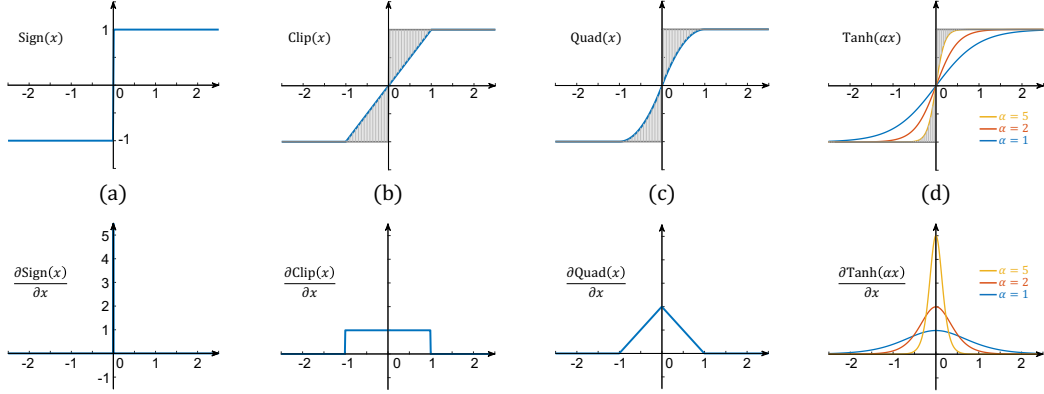 Sign(x)
1
-2 -1 0 1 2
-1
(a)
Clip(x)
-2 -1 0 1 2
(b)
Quad(x)
-2 -1 0 1 2
(c)
Tanh(αx)
-2 -1 0 1 2
α = 5
α = 2
α = 1
(d)
∂Sign(x)
∂x
5
4
3
2
1
-2 -1 0 1 2
-1
∂Clip(x)
∂x
-2 -1 0 1 2
∂Quad(x)
∂x
-2 -1 0 1 2
∂Tanh(αx)
∂x
α = 5
α = 2
α = 1
-2 -1 0 1 2